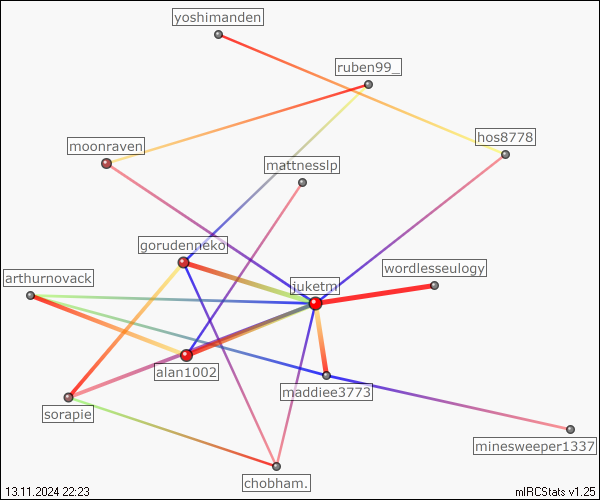 yoshimanden
ruben99_
hos8778
moonraven
mattnesslp
gorudenneko
wordlesseulogy
arthurnovack
juketm
alan1002
maddiee3773
sorapie
minesweeper1337
chobham.
13.11.2024 22:23
mIRCStats v1.25